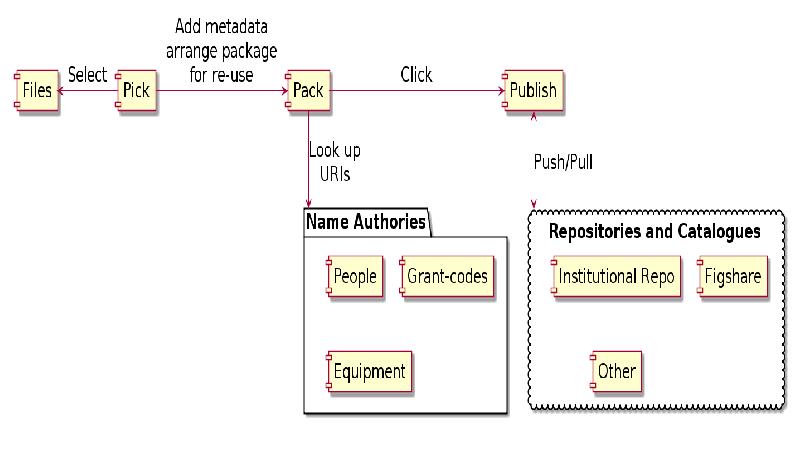 Add metadata
arrange package
for re-use
Select
Click
Files
Pick
Pack
Publish
Look up
URIs
Push/Pull
Name Authories
Repositories and Catalogues
People
Grant-codes
Institutional Repo
Figshare
Equipment
Other